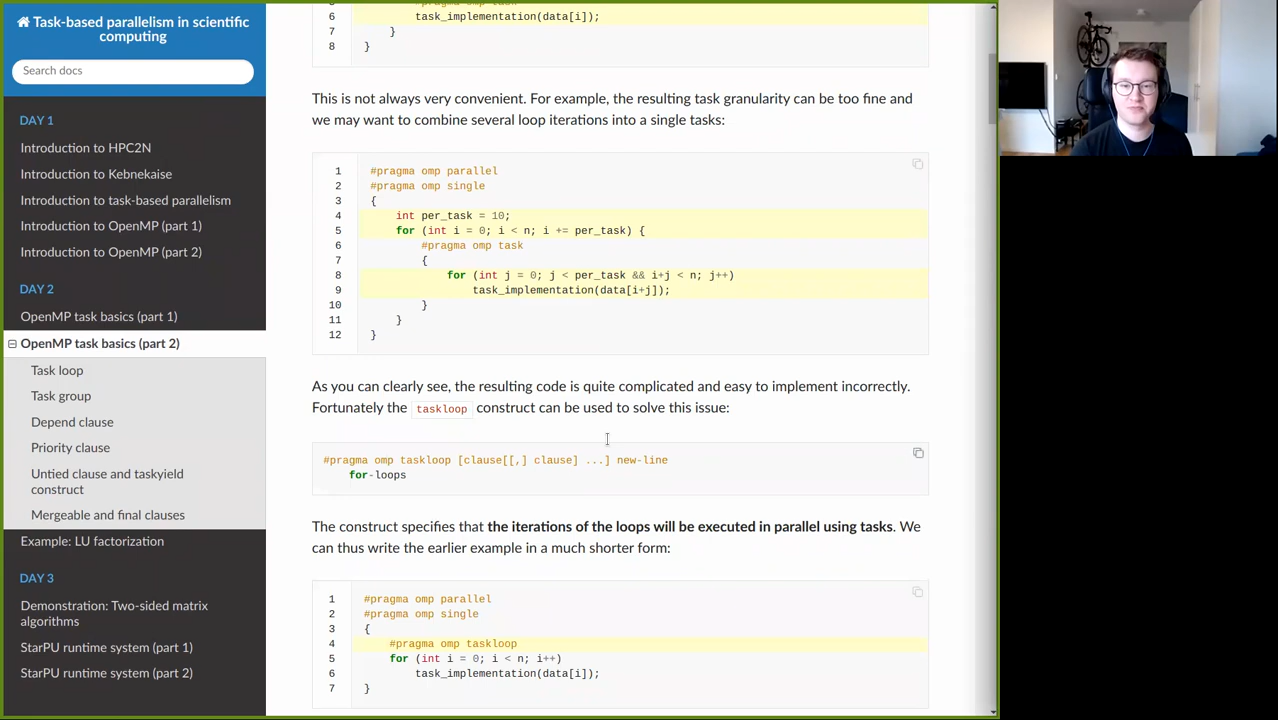 Task-based parallelism in scientific
computing
Search docs
DAY 1
Introduction to HPC2N
Introduction to Kebnekaise
Introduction to task-based parallelism
Introduction to OpenMP (part 1)
Introduction to OpenMP (part 2)
DAY 2
OpenMP task basics (part 1)
OpenMP task basics (part 2)
Task loop
Task group
Depend clause
Priority clause
Untied clause and taskyield
construct
Mergeable and final clauses
Example: LU factorization
DAY 3
Demonstration: Two-sided matrix
algorithms
StarPU runtime system (part 1)
StarPU runtime system (part 2)
6 task_implementation(data[i]);
7 }
8 }
This is not always very convenient. For example, the resulting task granularity can be too fine and
we may want to combine several loop iterations into a single tasks:
1 #pragma omp parallel
2 #pragma omp single
3 {
4 int per_task = 10;
5 for (int i = 0; i < n; i += per_task) {
6 #pragma omp task
7 {
8 for (int j = 0; j < per_task && i+j < n; j++)
9 task_implementation(data[i+j]);
10 }
11 }
12 }
As you can clearly see, the resulting code is quite complicated and easy to implement incorrectly.
Fortunately the taskloop construct can be used to solve this issue:
#pragma omp taskloop [clause[[,] clause] ...] new-line
for-loops
The construct specifies that the iterations of the loops will be executed in parallel using tasks. We
can thus write the earlier example in a much shorter form:
1 #pragma omp parallel
2 #pragma omp single
3 {
4 #pragma omp taskloop
5 for (int i = 0; i < n; i++)
6 task_implementation(data[i]);
7 }